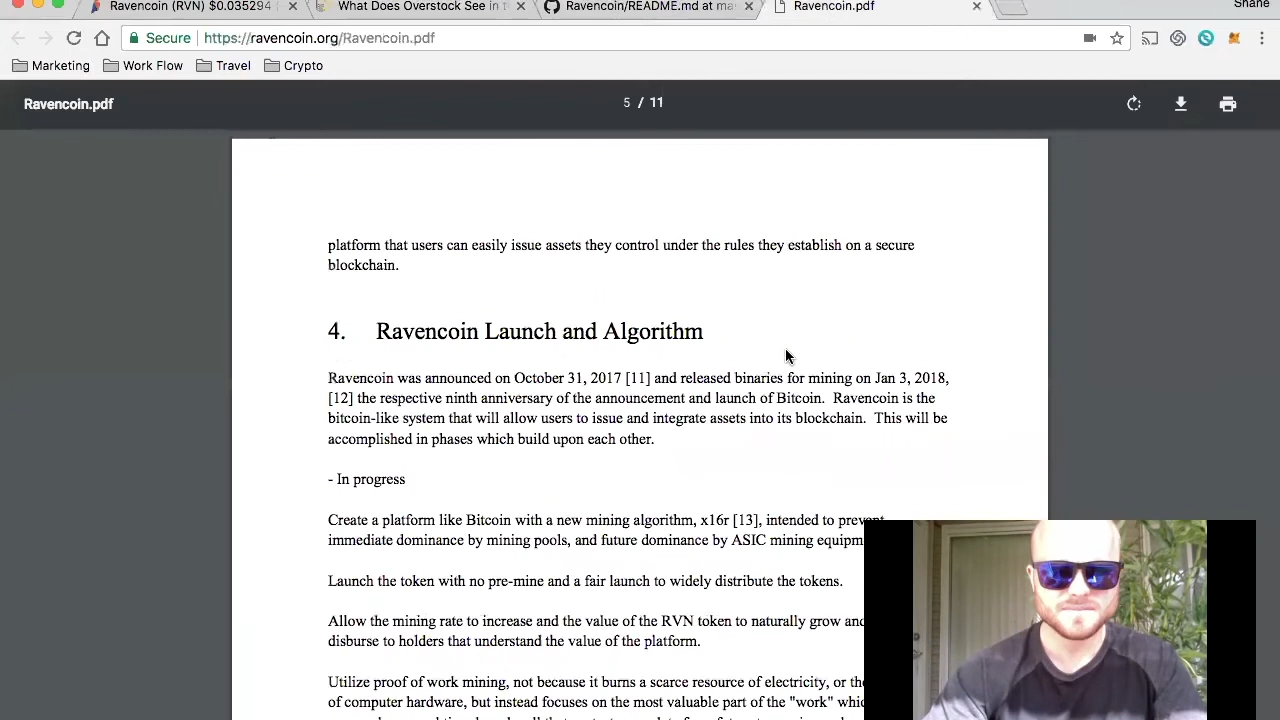 Ravencoin (RVN) $0.035294
What Does Overstock See in t
Ravencoin/README.md at ma
Ravencoin.pdf
Shane
Secure https://ravencoin.org/Ravencoin.pdf
Marketing Work Flow Travel Crypto
Ravencoin.pdf 5 / 11
platform that users can easily issue assets they control under the rules they establish on a secure
blockchain.
4. Ravencoin Launch and Algorithm
Ravencoin was announced on October 31, 2017 [11] and released binaries for mining on Jan 3, 2018,
[12] the respective ninth anniversary of the announcement and launch of Bitcoin. Ravencoin is the
bitcoin-like system that will allow users to issue and integrate assets into its blockchain. This will be
accomplished in phases which build upon each other.
- In progress
Create a platform like Bitcoin with a new mining algorithm, x16r [13], intended to prevent
immediate dominance by mining pools, and future dominance by ASIC mining equipm
Launch the token with no pre-mine and a fair launch to widely distribute the tokens.
Allow the mining rate to increase and the value of the RVN token to naturally grow and
disburse to holders that understand the value of the platform.
Utilize proof of work mining, not because it burns a scarce resource of electricity, or the
of computer hardware, but instead focuses on the most valuable part of the "work" whic